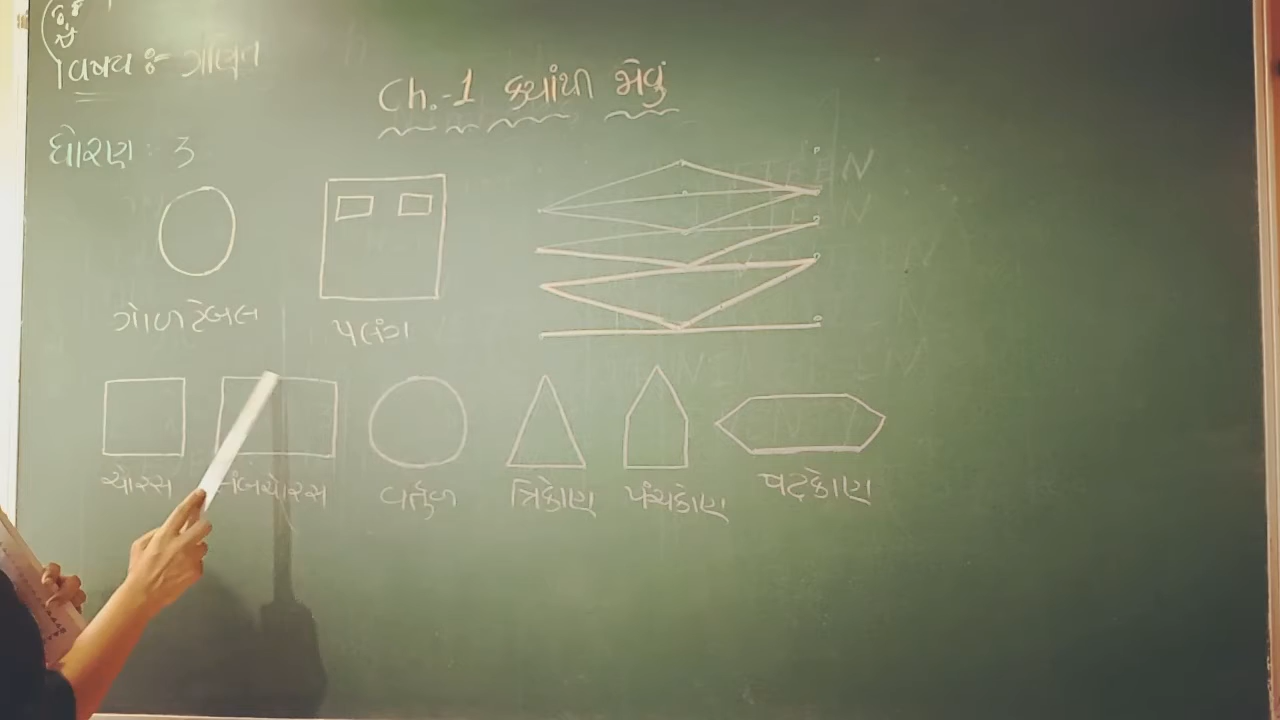 વિષય :- ગણિત
Ch.-1 ક્યાંથી જોવું
ધોરણ : 3
ગોળ ટેબલ પલંગ
ચોરસ લંબચોરસ વર્તુળ ત્રિકોણ પંચકોણ ષટ્કોણ